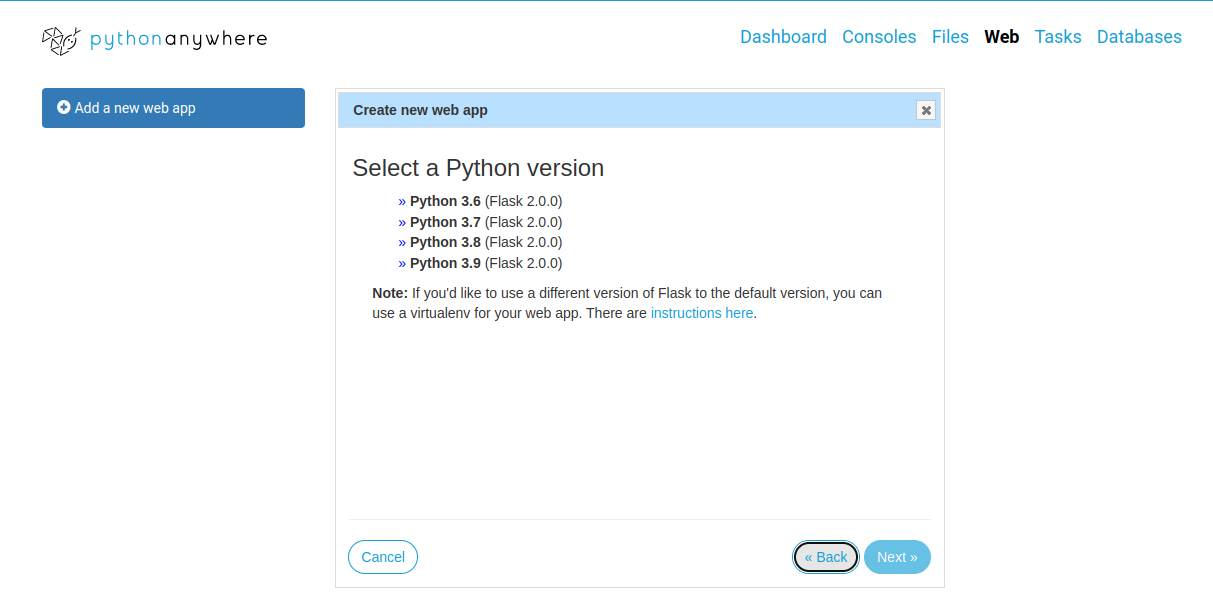 pythonanywhere
Dashboard Consoles Files Web Tasks Databases
Add a new web app
Create new web app
Select a Python version
» Python 3.6 (Flask 2.0.0)
» Python 3.7 (Flask 2.0.0)
» Python 3.8 (Flask 2.0.0)
» Python 3.9 (Flask 2.0.0)
Note: If you'd like to use a different version of Flask to the default version, you can
use a virtualenv for your web app. There are instructions here.
Cancel
« Back
Next »